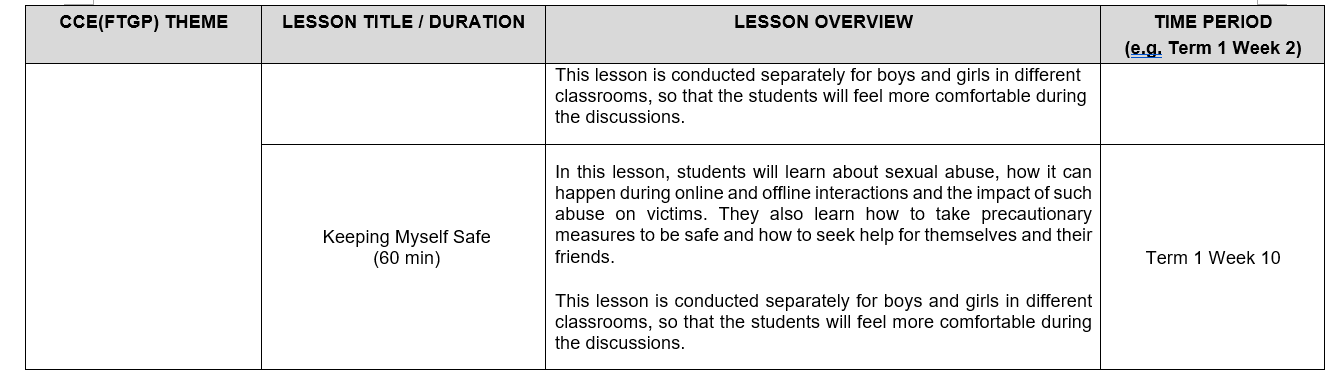 CCE(FTGP) THEME
LESSON TITLE / DURATION
LESSON OVERVIEW
TIME PERIOD
(e.g. Term 1 Week 2)
This lesson is conducted separately for boys and girls in different
classrooms, so that the students will feel more comfortable during
the discussions.
Keeping Myself Safe
(60 min)
In this lesson, students will learn about sexual abuse, how it can
happen during online and offline interactions and the impact of such
abuse on victims. They also learn how to take precautionary
measures to be safe and how to seek help for themselves and their
friends.
This lesson is conducted separately for boys and girls in different
classrooms, so that the students will feel more comfortable during
the discussions.
Term 1 Week 10